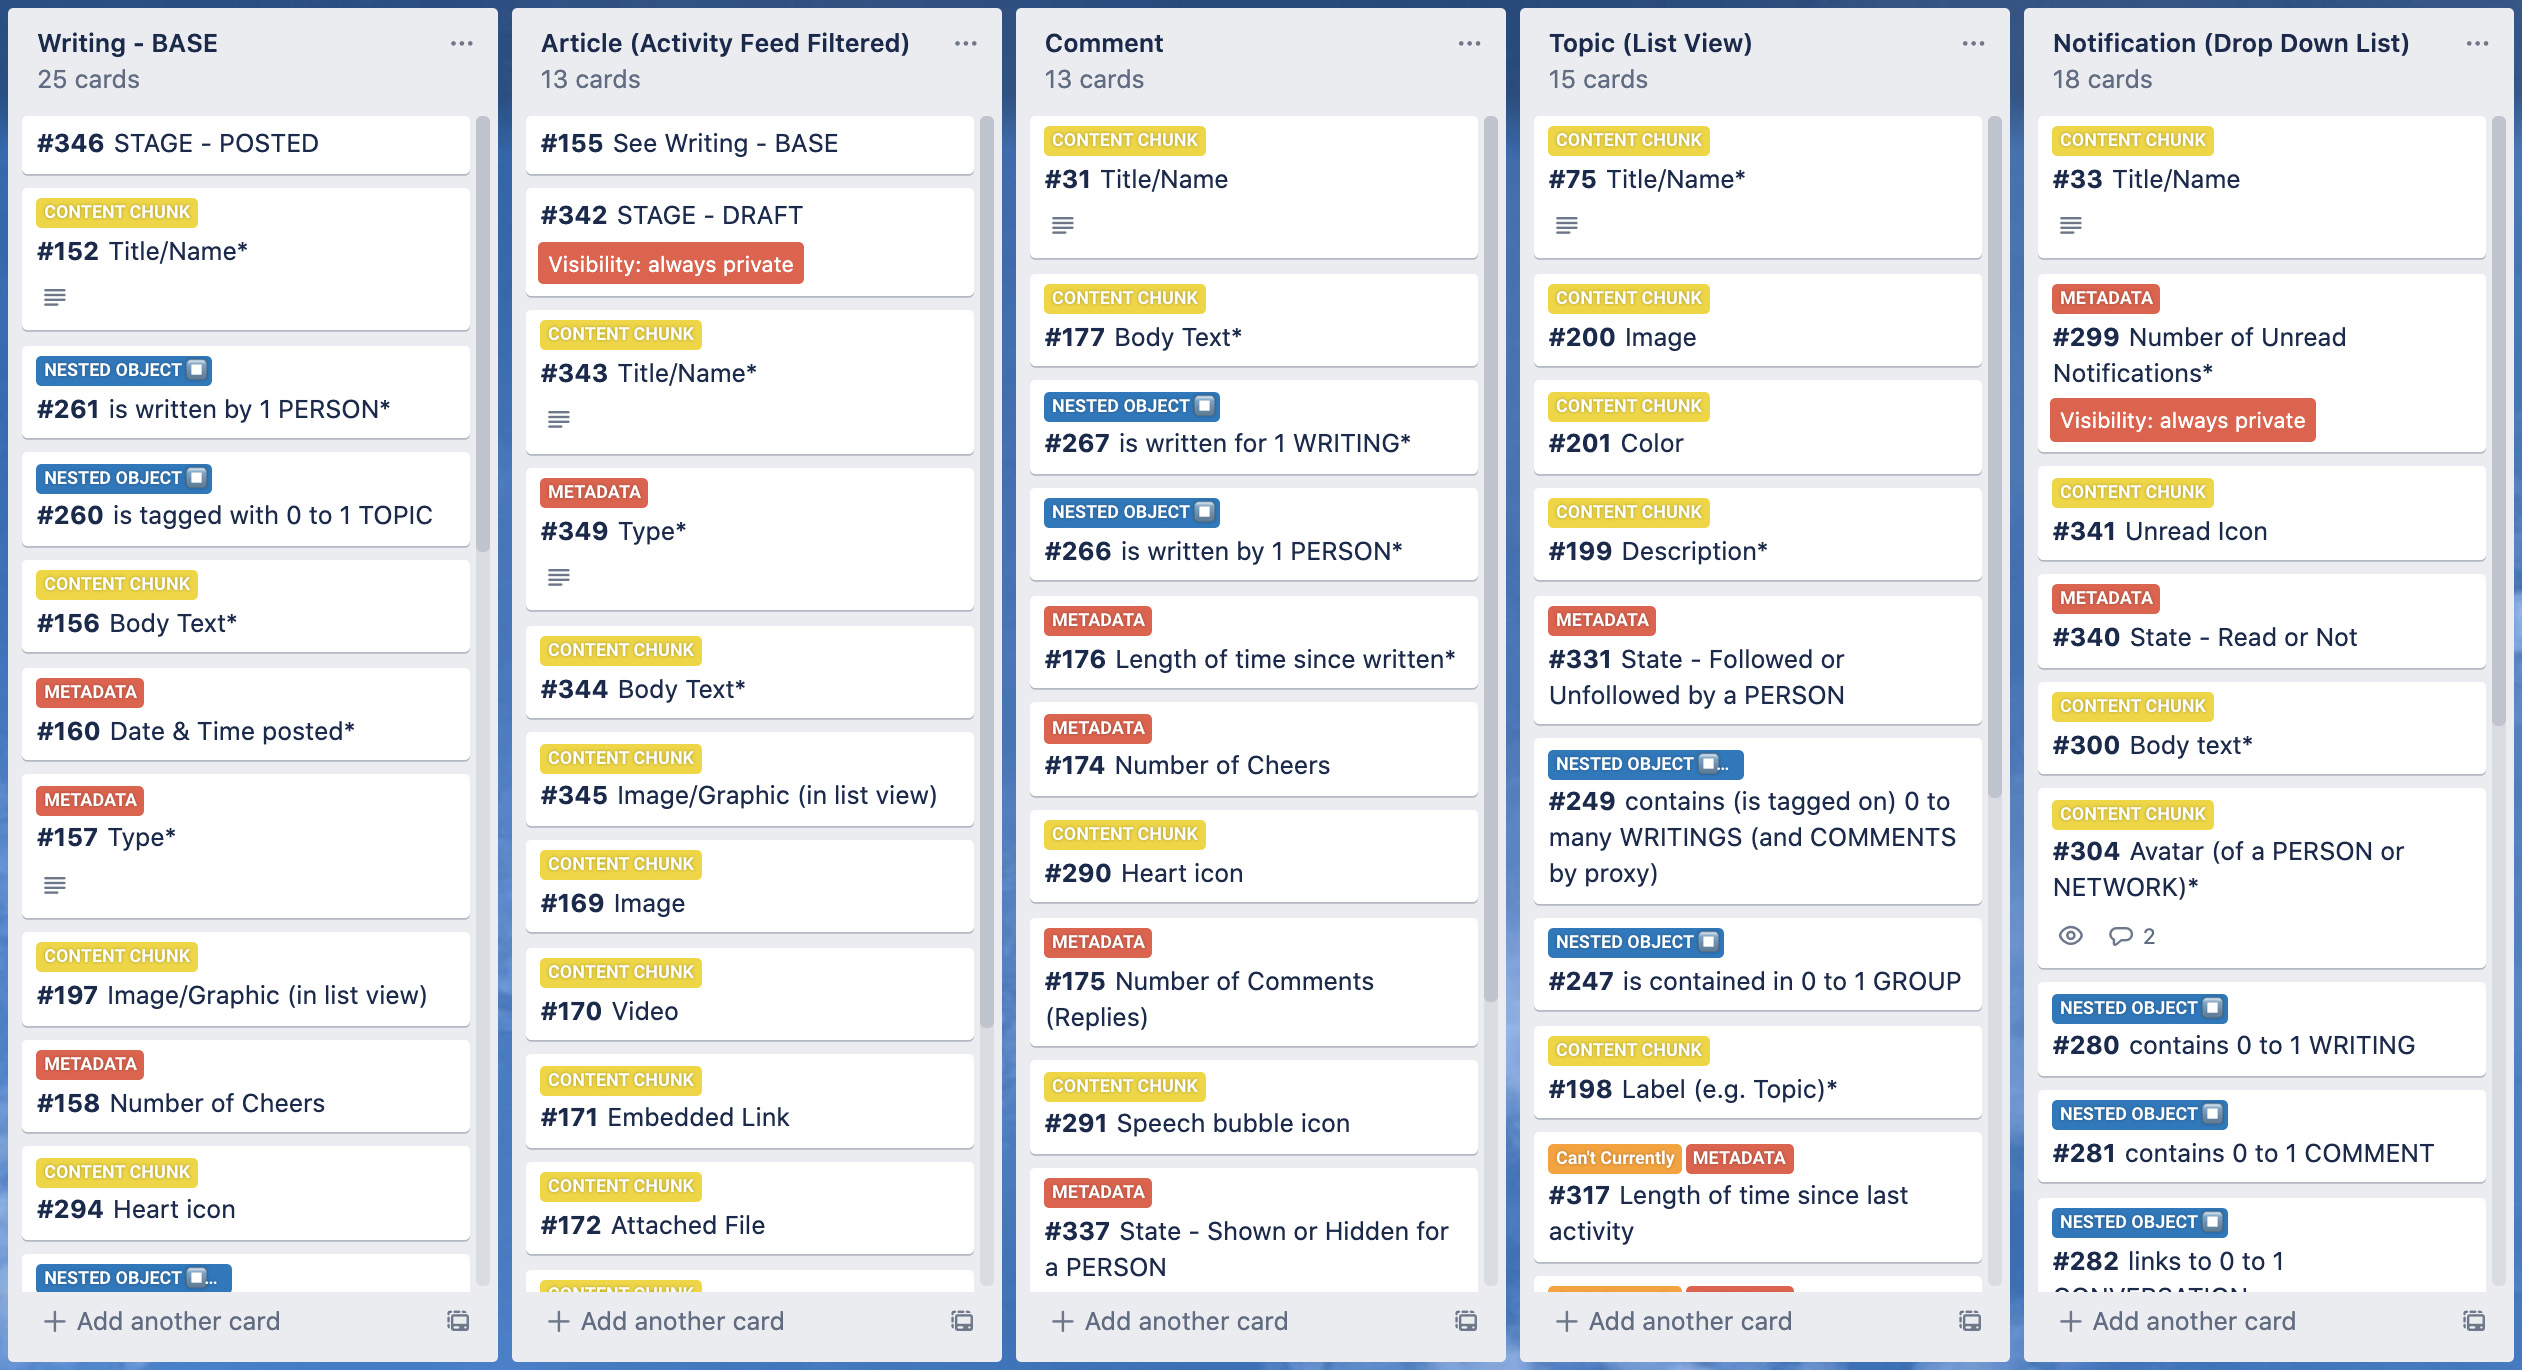 Writing - BASE
25 cards
#346 STAGE - POSTED
CONTENT CHUNK
#152 Title/Name*
NESTED OBJECT
#261 is written by 1 PERSON*
NESTED OBJECT
#260 is tagged with 0 to 1 TOPIC
CONTENT CHUNK
#156 Body Text*
METADATA
#160 Date & Time posted*
METADATA
#157 Type*
CONTENT CHUNK
#197 Image/Graphic (in list view)
METADATA
#158 Number of Cheers
CONTENT CHUNK
#294 Heart icon
NESTED OBJECT ...
+ Add another card
Article (Activity Feed Filtered)
13 cards
#155 See Writing - BASE
#342 STAGE - DRAFT
Visibility: always private
CONTENT CHUNK
#343 Title/Name*
METADATA
#349 Type*
CONTENT CHUNK
#344 Body Text*
CONTENT CHUNK
#345 Image/Graphic (in list view)
CONTENT CHUNK
#169 Image
CONTENT CHUNK
#170 Video
CONTENT CHUNK
#171 Embedded Link
CONTENT CHUNK
#172 Attached File
CONTENT CHUNK
+ Add another card
Comment
13 cards
CONTENT CHUNK
#31 Title/Name
CONTENT CHUNK
#177 Body Text*
NESTED OBJECT
#267 is written for 1 WRITING*
NESTED OBJECT
#266 is written by 1 PERSON*
METADATA
#176 Length of time since written*
METADATA
#174 Number of Cheers
CONTENT CHUNK
#290 Heart icon
METADATA
#175 Number of Comments
(Replies)
CONTENT CHUNK
#291 Speech bubble icon
METADATA
#337 State - Shown or Hidden for
a PERSON
+ Add another card
Topic (List View)
15 cards
CONTENT CHUNK
#75 Title/Name*
CONTENT CHUNK
#200 Image
CONTENT CHUNK
#201 Color
CONTENT CHUNK
#199 Description*
METADATA
#331 State - Followed or
Unfollowed by a PERSON
NESTED OBJECT ...
#249 contains (is tagged on) 0 to
many WRITINGS (and COMMENTS
by proxy)
NESTED OBJECT
#247 is contained in 0 to 1 GROUP
CONTENT CHUNK
#198 Label (e.g. Topic)*
Can't Currently METADATA
#317 Length of time since last
activity
+ Add another card
Notification (Drop Down List)
18 cards
CONTENT CHUNK
#33 Title/Name
METADATA
#299 Number of Unread
Notifications*
Visibility: always private
CONTENT CHUNK
#341 Unread Icon
METADATA
#340 State - Read or Not
CONTENT CHUNK
#300 Body text*
CONTENT CHUNK
#304 Avatar (of a PERSON or
NETWORK)*
2
NESTED OBJECT
#280 contains 0 to 1 WRITING
NESTED OBJECT
#281 contains 0 to 1 COMMENT
NESTED OBJECT
#282 links to 0 to 1
CONVERSATION
+ Add another card